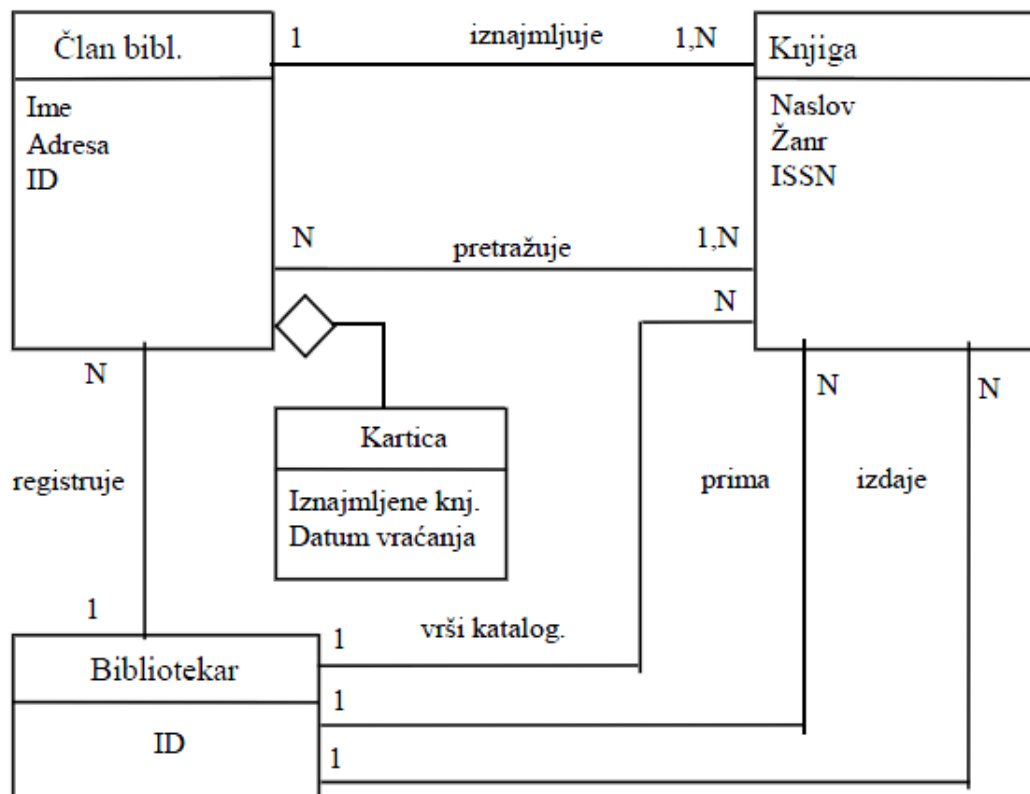 Član bibl.
1 iznajmljuje 1,N
Knjiga
Ime
Adresa
ID
Naslov
Žanr
ISSN
N pretražuje 1,N
N
N
N
N
Kartica
Iznajmljene knj.
Datum vraćanja
registruje
prima
izdaje
1
1
vrši katalog.
Bibliotekar
ID
1
1